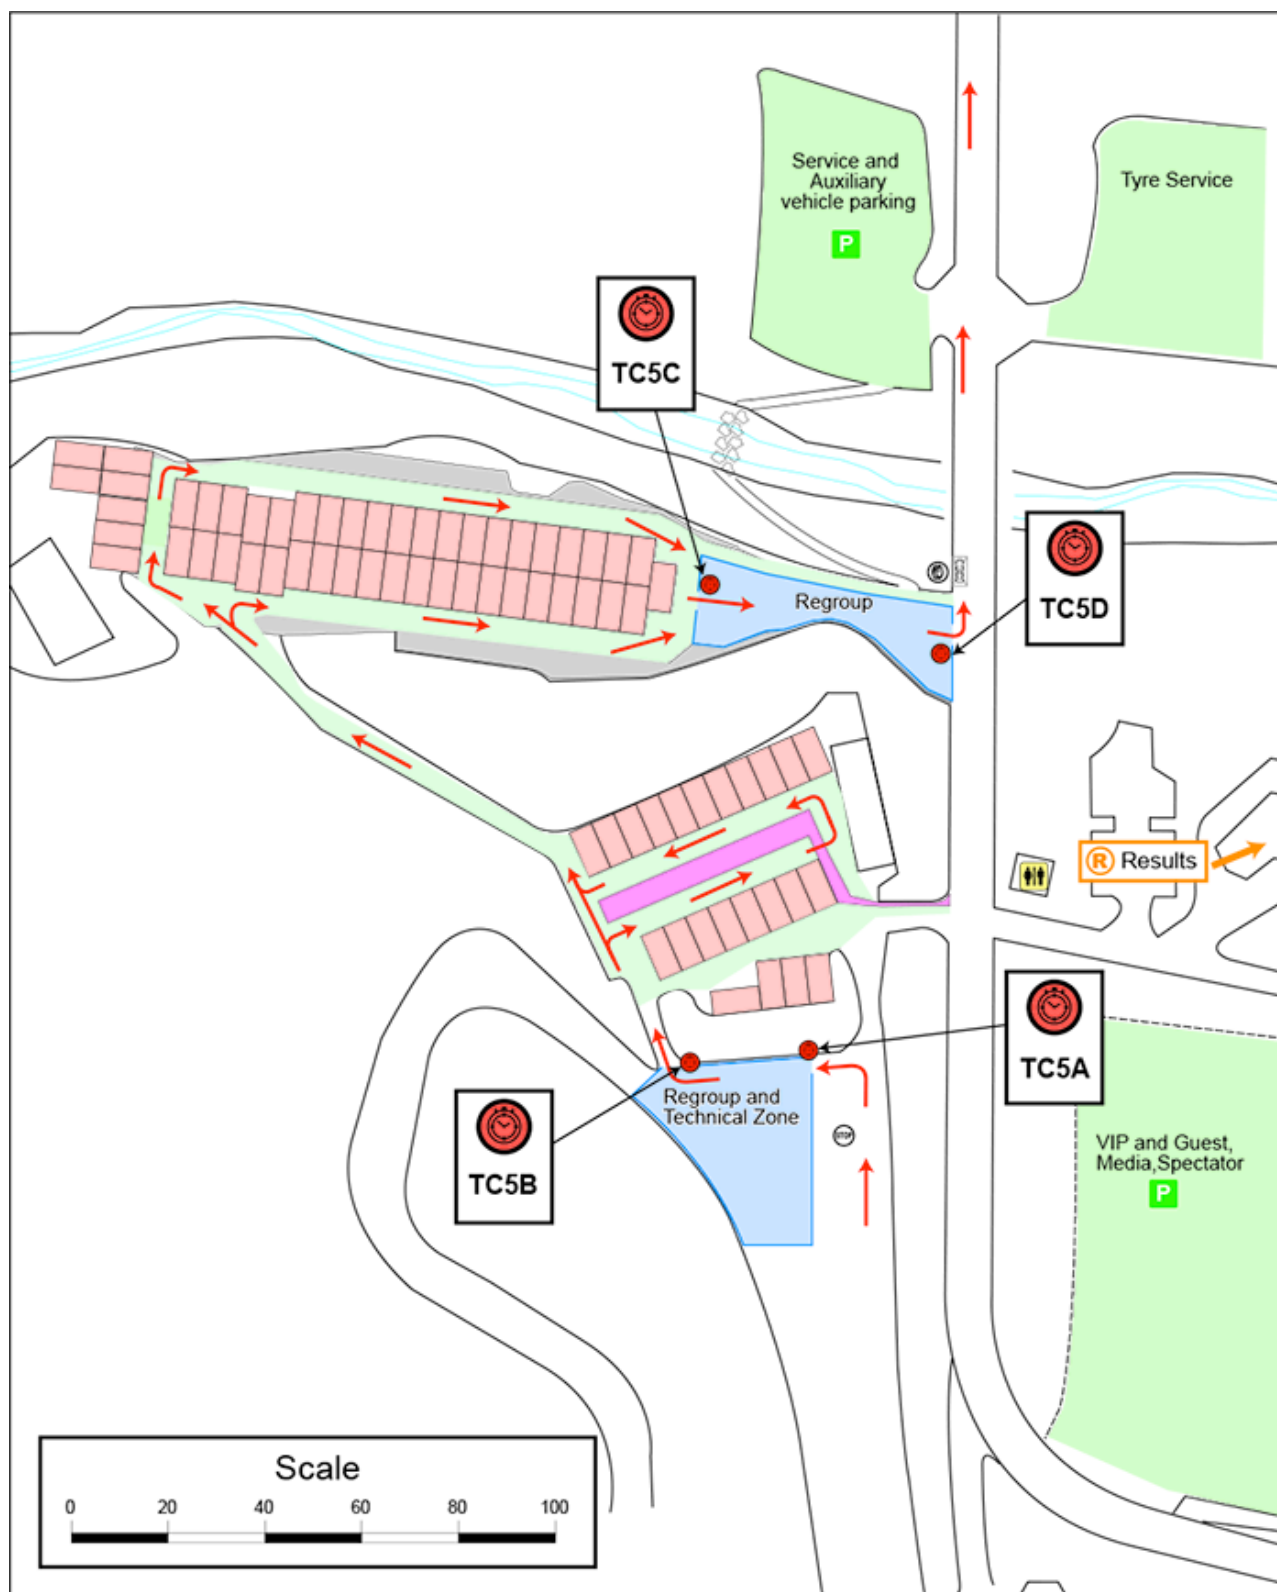 Service and
Auxiliary
vehicle parking
P
Tyre Service
TC5C
TC5D
Regroup
R Results
TC5A
TC5B
Regroup and
Technical Zone
STOP
VIP and Guest,
Media,Spectator
P
Scale
0 20 40 60 80 100